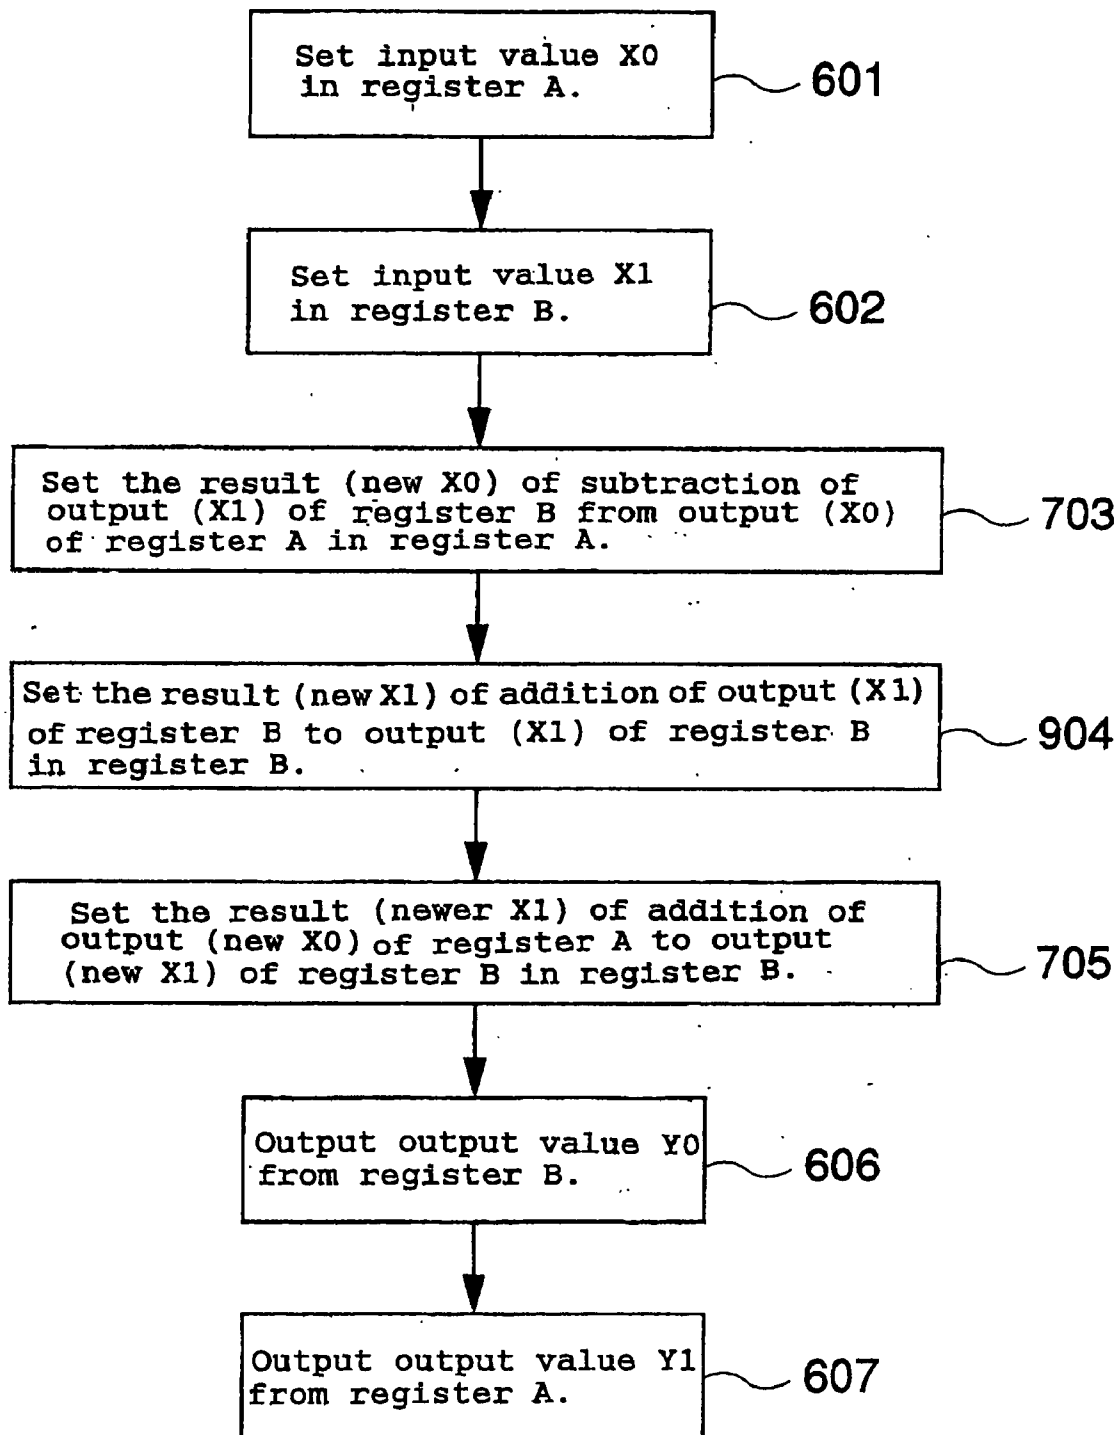 Set input value X0
in register A.
601
Set input value X1
in register B.
602
Set the result (new X0) of subtraction of
output (X1) of register B from output (X0)
of register A in register A.
703
Set the result (new X1) of addition of output (X1)
of register B to output (X1) of register B
in register B.
904
Set the result (newer X1) of addition of
output (new X0) of register A to output
(new X1) of register B in register B.
705
Output output value Y0
from register B.
606
Output output value Y1
from register A.
607